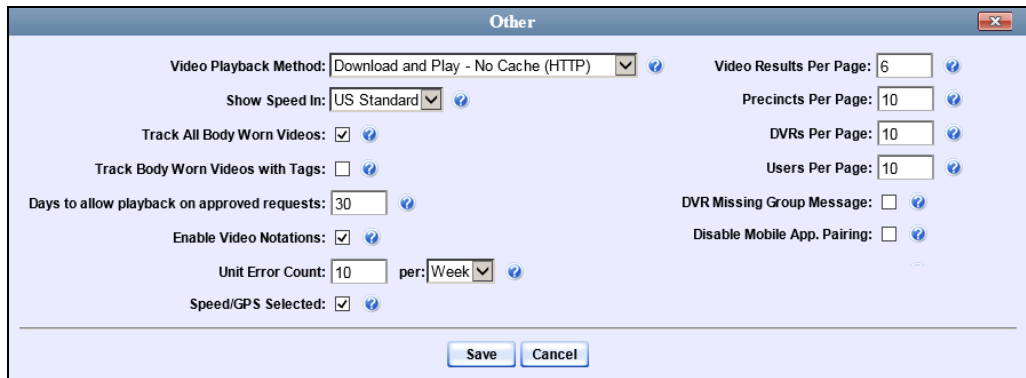 Other
Video Playback Method: Download and Play - No Cache (HTTP)
Show Speed In: US Standard
Track All Body Worn Videos:
Track Body Worn Videos with Tags:
Days to allow playback on approved requests: 30
Enable Video Notations:
Unit Error Count: 10 per: Week
Speed/GPS Selected:
Video Results Per Page: 6
Precincts Per Page: 10
DVRs Per Page: 10
Users Per Page: 10
DVR Missing Group Message:
Disable Mobile App. Pairing:
Save Cancel